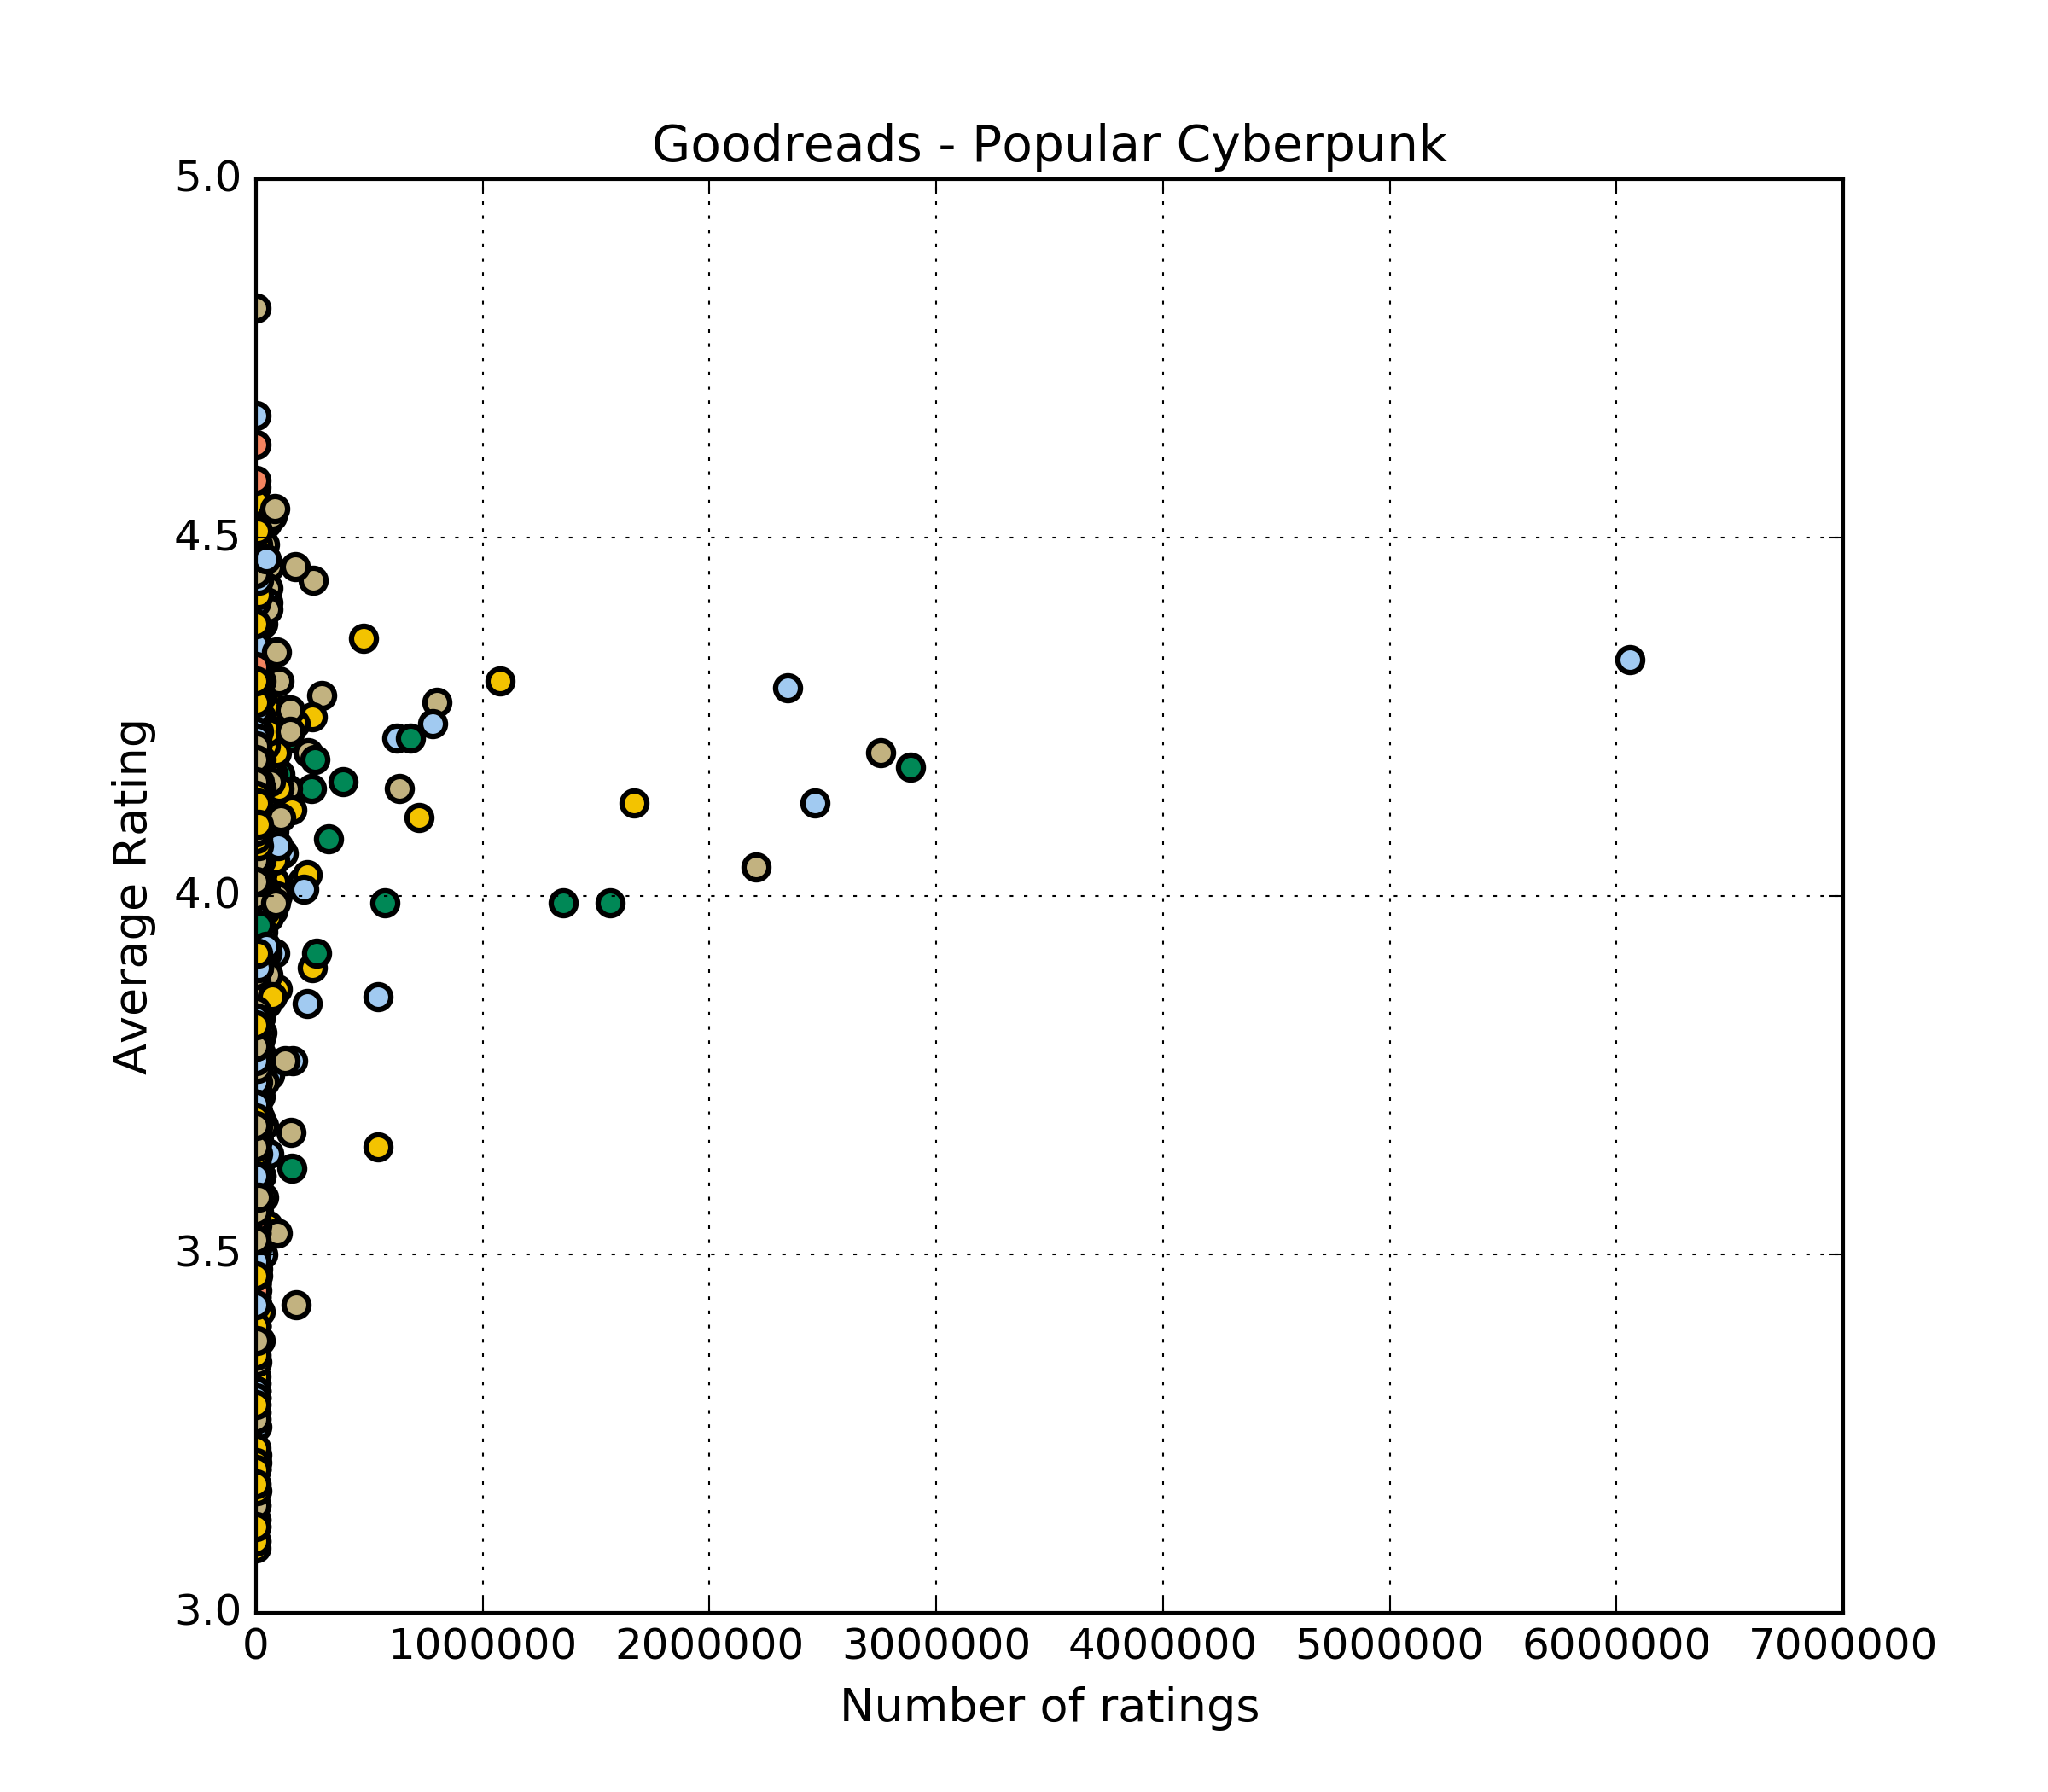 Goodreads - Popular Cyberpunk
5.0
4.5
4.0
3.5
3.0
Average Rating
0 1000000 2000000 3000000 4000000 5000000 6000000 7000000
Number of ratings